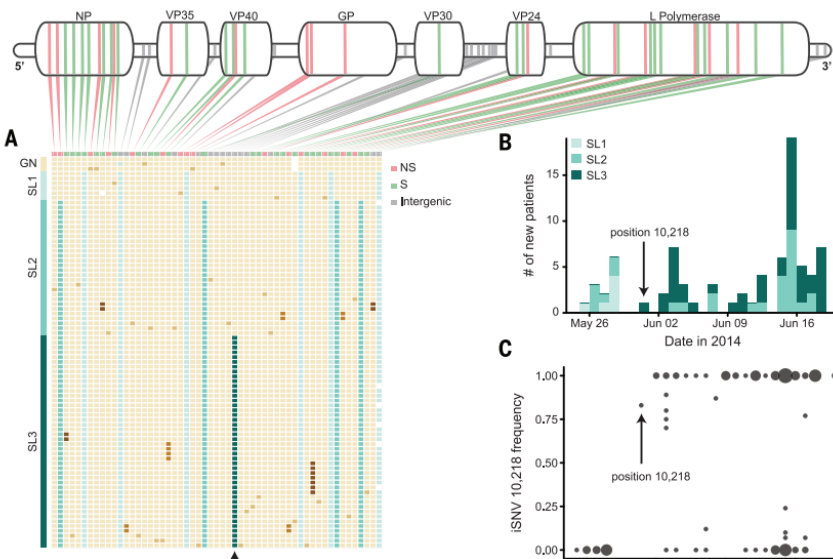 NP VP35 VP40 GP VP30 VP24 L Polymerase
5' 3'
A
GN
SL1
SL2
SL3
NS
S
Intergenic
B
SL1
SL2
SL3
# of new patients
15
10
5
0
position 10,218
May 26 Jun 02 Jun 09 Jun 16
Date in 2014
C
iSNV 10,218 frequency
1.00
0.75
0.50
0.25
0.00
position 10,218